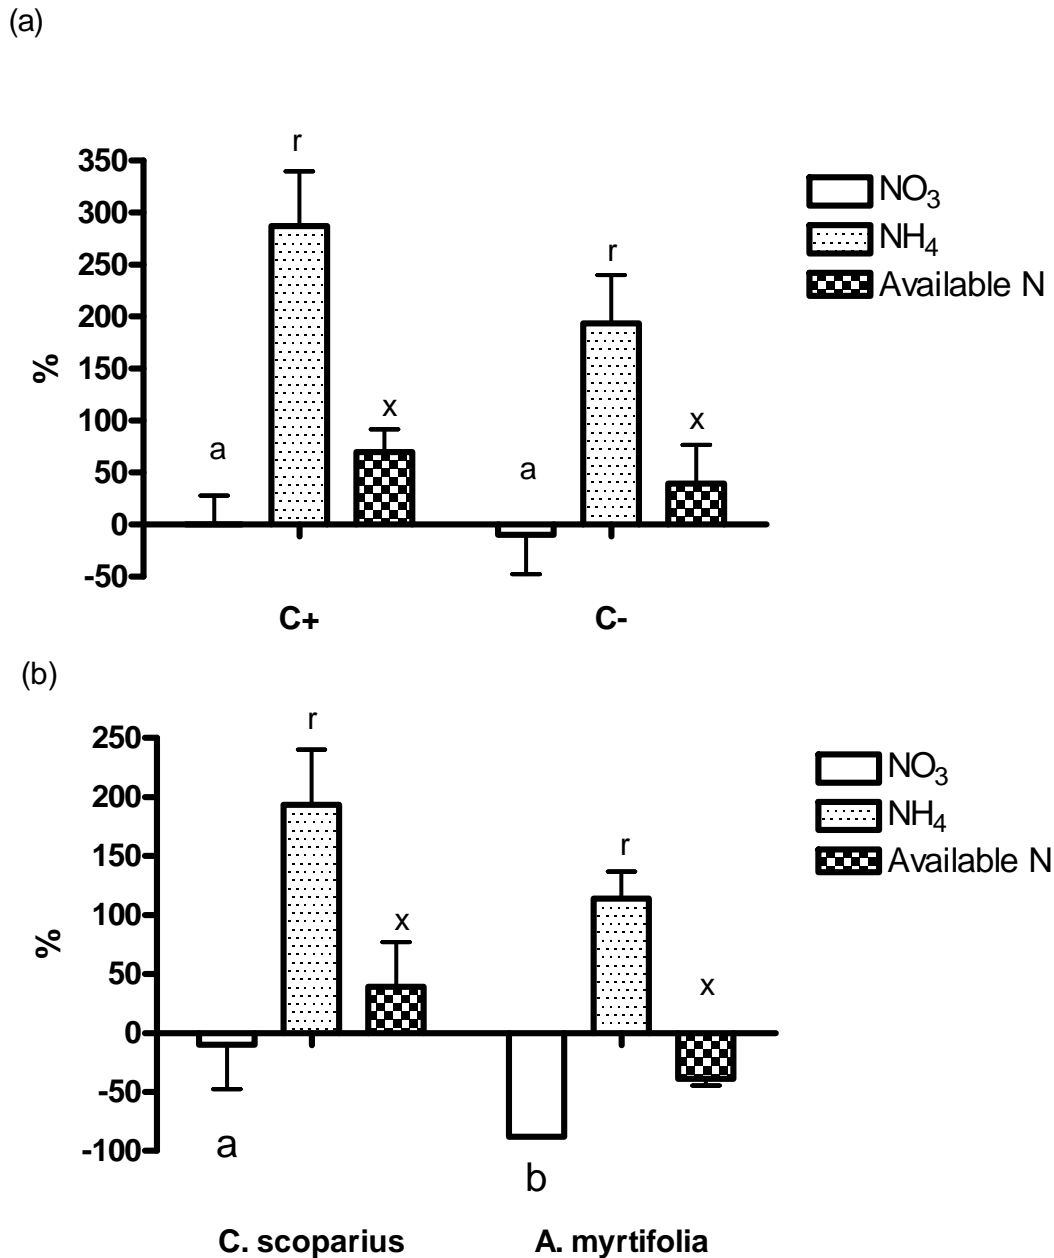 (a)
r
350
300
250
200
150
100
50
0
-50
%
a
x
r
a
x
NO3
NH4
Available N
C+ C-
(b)
r
250
200
150
100
50
0
-50
-100
%
x
r
x
a
b
NO3
NH4
Available N
C. scoparius A. myrtifolia